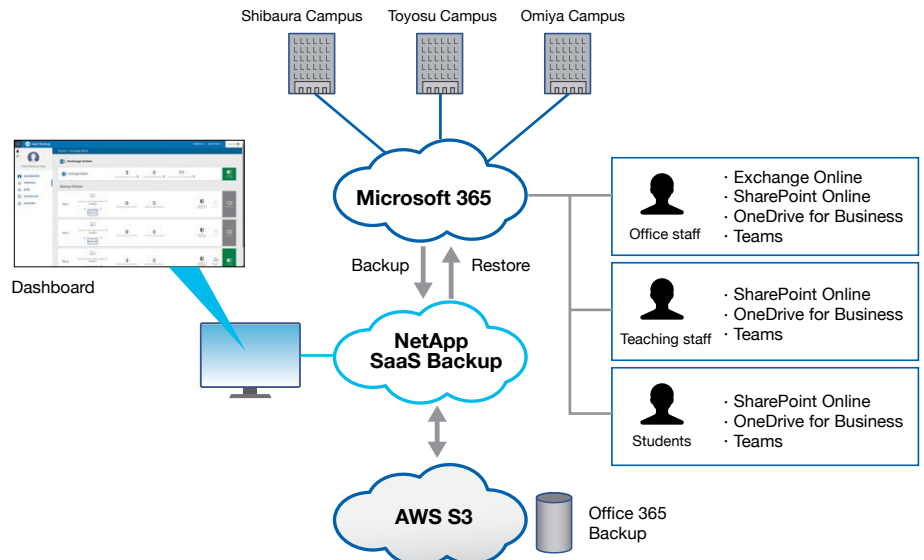 Shibaura Campus
Toyosu Campus
Omiya Campus
Microsoft 365
Backup
Restore
Dashboard
NetApp
SaaS Backup
AWS S3
Office 365
Backup
Office staff
· Exchange Online
· SharePoint Online
· OneDrive for Business
· Teams
Teaching staff
· SharePoint Online
· OneDrive for Business
· Teams
Students
· SharePoint Online
· OneDrive for Business
· Teams